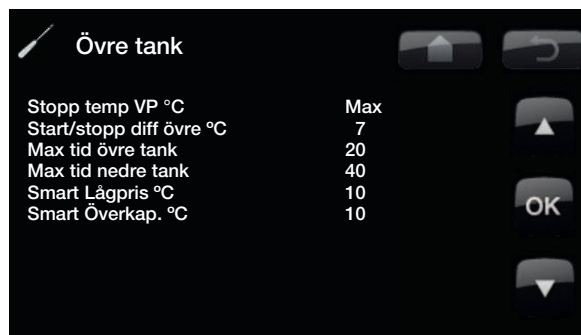 Övre tank
Stopp temp VP °C Max
Start/stopp diff övre ºC 7
Max tid övre tank 20
Max tid nedre tank 40
Smart Lågpris ºC 10
Smart Överkap. ºC 10
OK